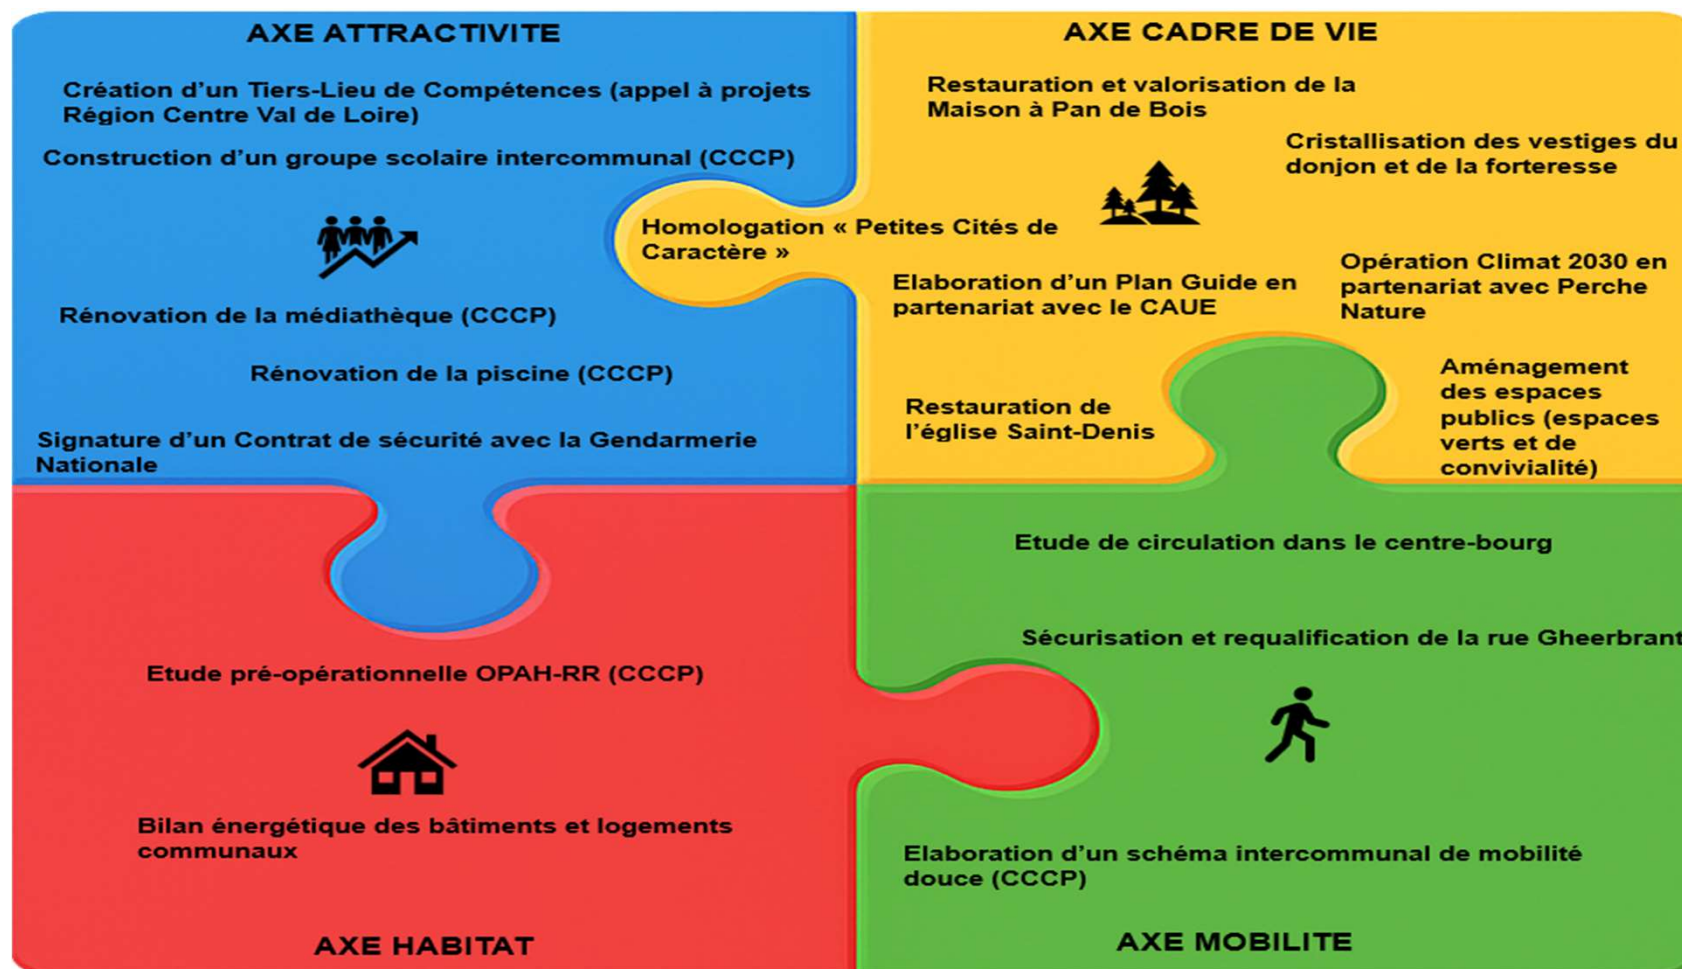 AXE ATTRACTIVITE
Création d'un Tiers-Lieu de Compétences (appel à projets
Région Centre Val de Loire)
Construction d'un groupe scolaire intercommunal (CCCP)
Rénovation de la médiathèque (CCCP)
Rénovation de la piscine (CCCP)
Signature d'un Contrat de sécurité avec la Gendarmerie
Nationale
AXE CADRE DE VIE
Restauration et valorisation de la
Maison à Pan de Bois
Cristallisation des vestiges du
donjon et de la forteresse
Homologation « Petites Cités de
Caractère »
Elaboration d'un Plan Guide en
partenariat avec le CAUE
Opération Climat 2030 en
partenariat avec Perche
Nature
Restauration de
l'église Saint-Denis
Aménagement
des espaces
publics (espaces
verts et de
convivialité)
Etude pré-opérationnelle OPAH-RR (CCCP)
Bilan énergétique des bâtiments et logements
communaux
AXE HABITAT
Etude de circulation dans le centre-bourg
Sécurisation et requalification de la rue Gheerbrant
Elaboration d'un schéma intercommunal de mobilité
douce (CCCP)
AXE MOBILITE